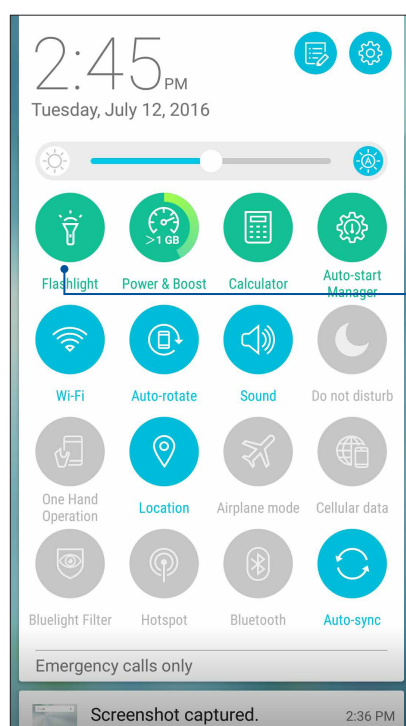 2:45 PM
Tuesday, July 12, 2016
A
>1 GB
Flashlight Power & Boost Calculator Auto-start Manager
Wi-Fi Auto-rotate Sound Do not disturb
One Hand Operation Location Airplane mode Cellular data
Bluelight Filter Hotspot Bluetooth Auto-sync
Emergency calls only
Screenshot captured. 2:36 PM